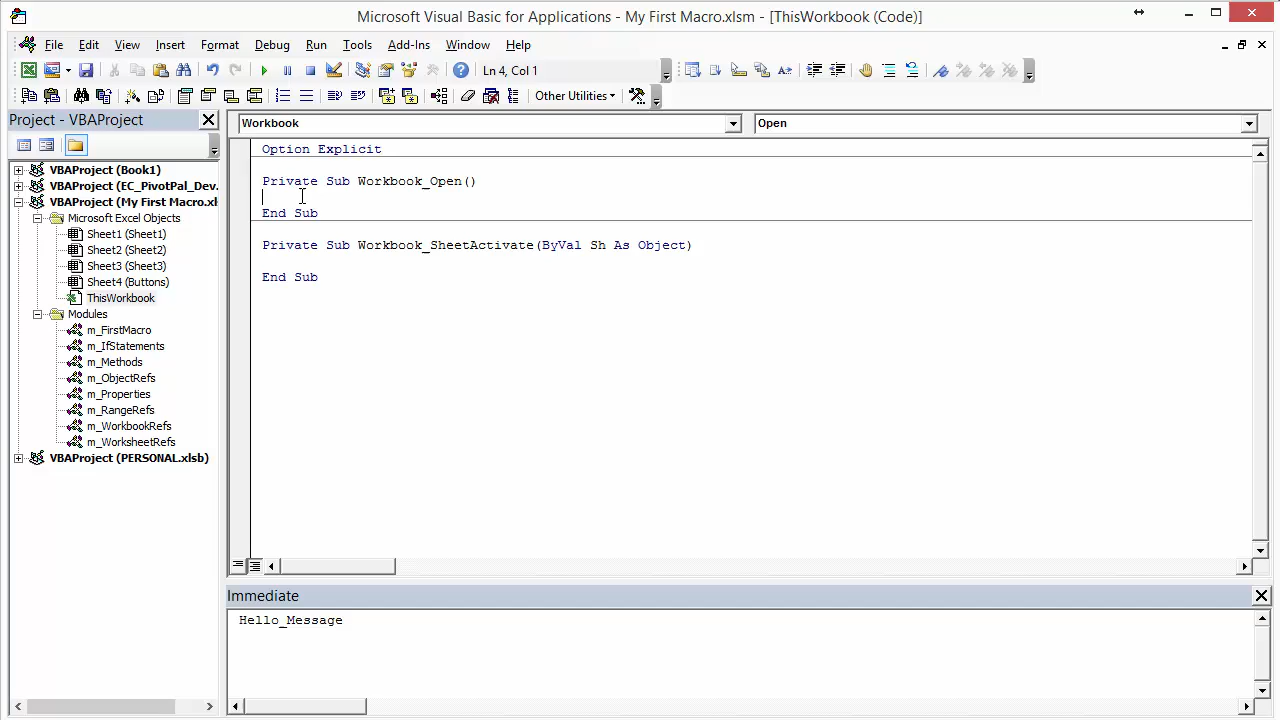 Microsoft Visual Basic for Applications - My First Macro.xlsm - [ThisWorkbook (Code)]
File Edit View Insert Format Debug Run Tools Add-Ins Window Help
Ln 4, Col 1
Other Utilities
Project - VBAProject
VBAProject (Book1)
VBAProject (EC_PivotPal_Dev.
VBAProject (My First Macro.xl
Microsoft Excel Objects
Sheet1 (Sheet1)
Sheet2 (Sheet2)
Sheet3 (Sheet3)
Sheet4 (Buttons)
ThisWorkbook
Modules
m_FirstMacro
m_IfStatements
m_Methods
m_ObjectRefs
m_Properties
m_RangeRefs
m_WorkbookRefs
m_WorksheetRefs
VBAProject (PERSONAL.xlsb)
Workbook
Open
Option Explicit
Private Sub Workbook_Open()
End Sub
Private Sub Workbook_SheetActivate(ByVal Sh As Object)
End Sub
Immediate
Hello_Message